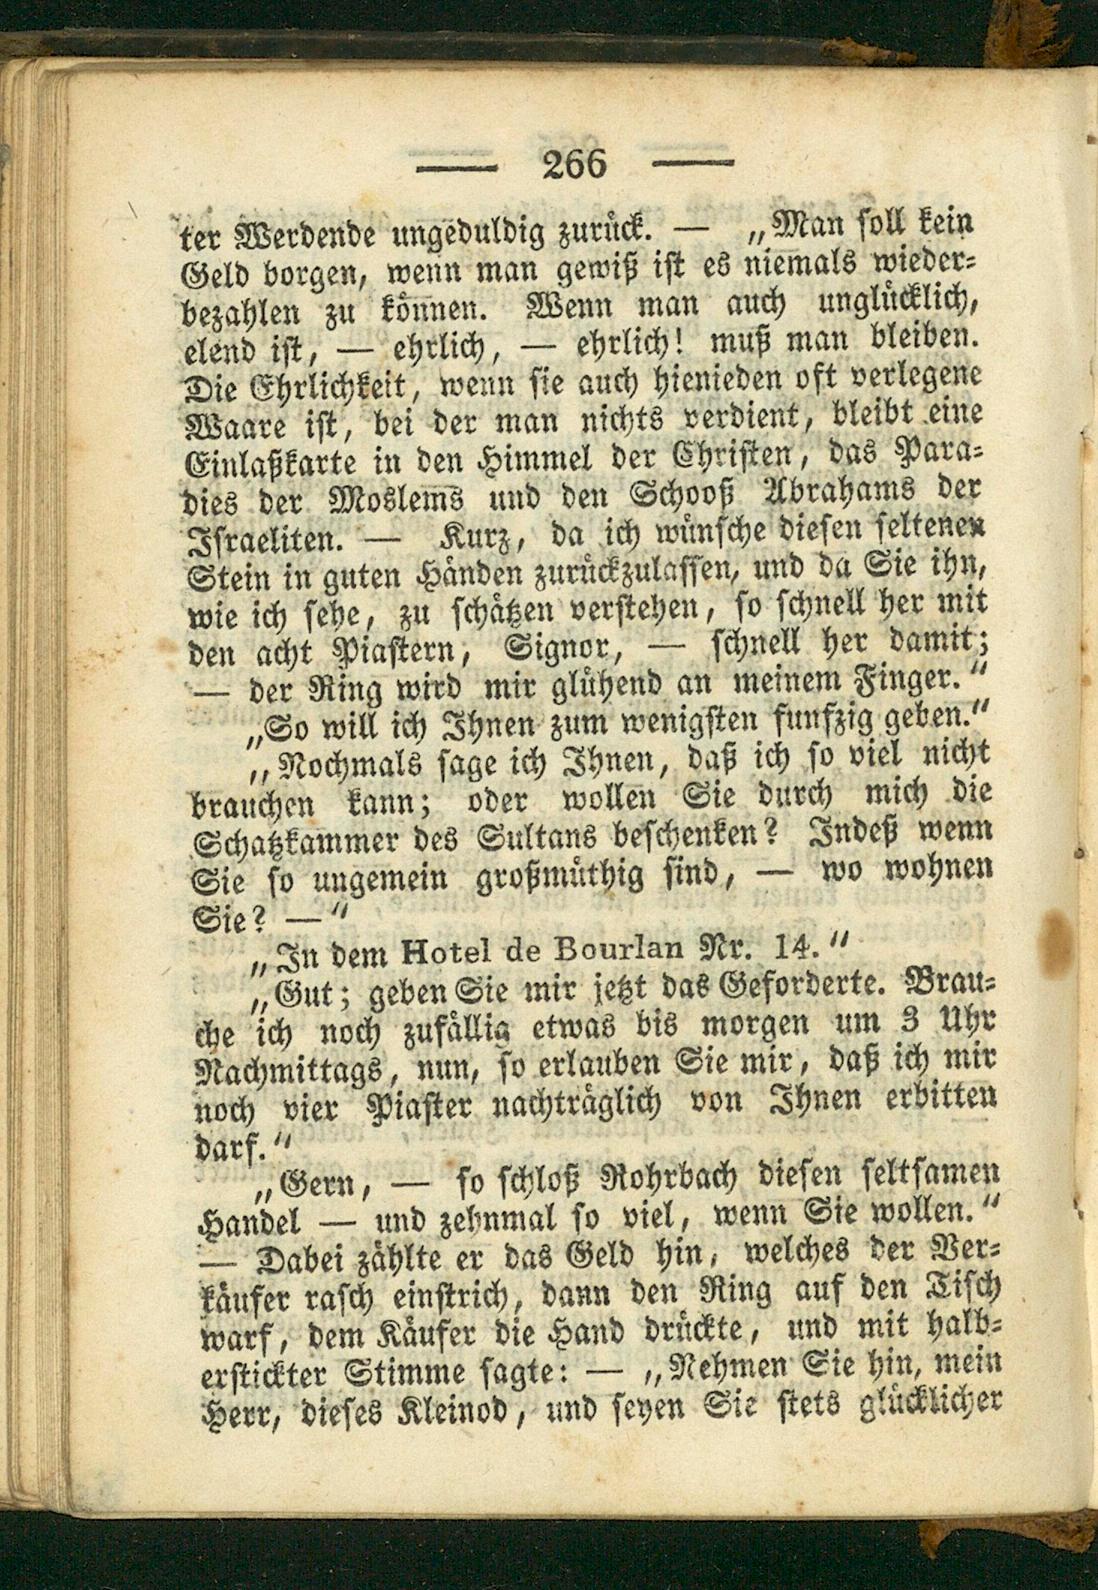 — 266 —
ter Werdende ungeduldig zurück. — „Man soll kein
Geld borgen, wenn man gewiß ist es niemals wieder-
bezahlen zu können. Wenn man auch unglücklich,
elend ist, — ehrlich, — ehrlich! muß man bleiben.
Die Ehrlichkeit, wenn sie auch hienieden oft verlegene
Waare ist, bei der man nichts verdient, bleibt eine
Einlaßkarte in den Himmel der Christen, das Para-
dies der Moslems und den Schooß Abrahams der
Israeliten. — Kurz, da ich wünsche diesen seltenen
Stein in guten Händen zurückzulassen, und da Sie ihn,
wie ich sehe, zu schätzen verstehen, so schnell her mit
den acht Piastern, Signor, — schnell her damit;
— der Ring wird mir glühend an meinem Finger.“
„So will ich Ihnen zum wenigsten funfzig geben.“
„Nochmals sage ich Ihnen, daß ich so viel nicht
brauchen kann; oder wollen Sie durch mich die
Schatzkammer des Sultans beschenken? Indeß wenn
Sie so ungemein großmüthig sind, — wo wohnen
Sie? —“
„In dem Hotel de Bourlan Nr. 14.“
„Gut; geben Sie mir jetzt das Geforderte. Brau-
che ich noch zufällig etwas bis morgen um 3 Uhr
Nachmittags, nun, so erlauben Sie mir, daß ich mir
noch vier Piaster nachträglich von Ihnen erbitten
darf.“
„Gern, — so schloß Rohrbach diesen seltsamen
Handel — und zehnmal so viel, wenn Sie wollen.“
— Dabei zählte er das Geld hin, welches der Ver-
käufer rasch einstrich, dann den Ring auf den Tisch
warf, dem Käufer die Hand drückte, und mit halb-
erstickter Stimme sagte: — „Nehmen Sie hin, mein
Herr, dieses Kleinod, und seyen Sie stets glücklicher